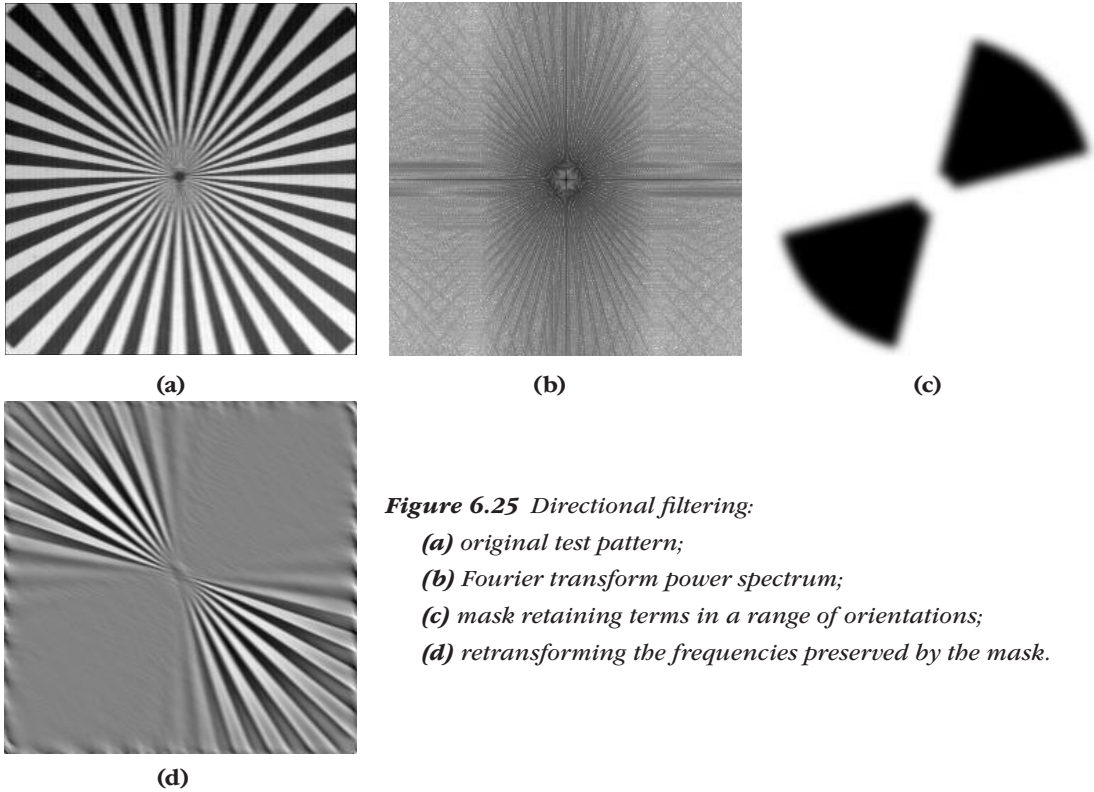 (a)
(b)
(c)
(d)
Figure 6.25 Directional filtering:
(a) original test pattern;
(b) Fourier transform power spectrum;
(c) mask retaining terms in a range of orientations;
(d) retransforming the frequencies preserved by the mask.